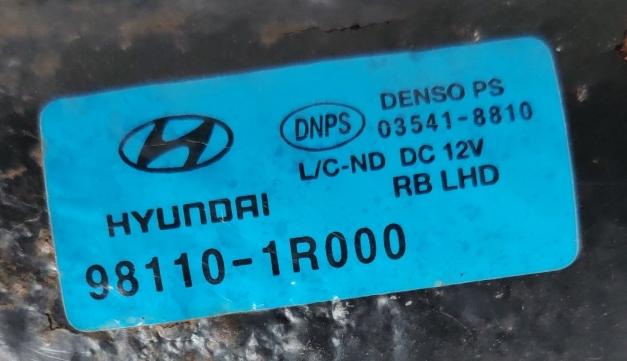 DNPS
DENSO PS
03541-8810
L/C-ND DC 12V
RB LHD
HYUNDAI
98110-1R000